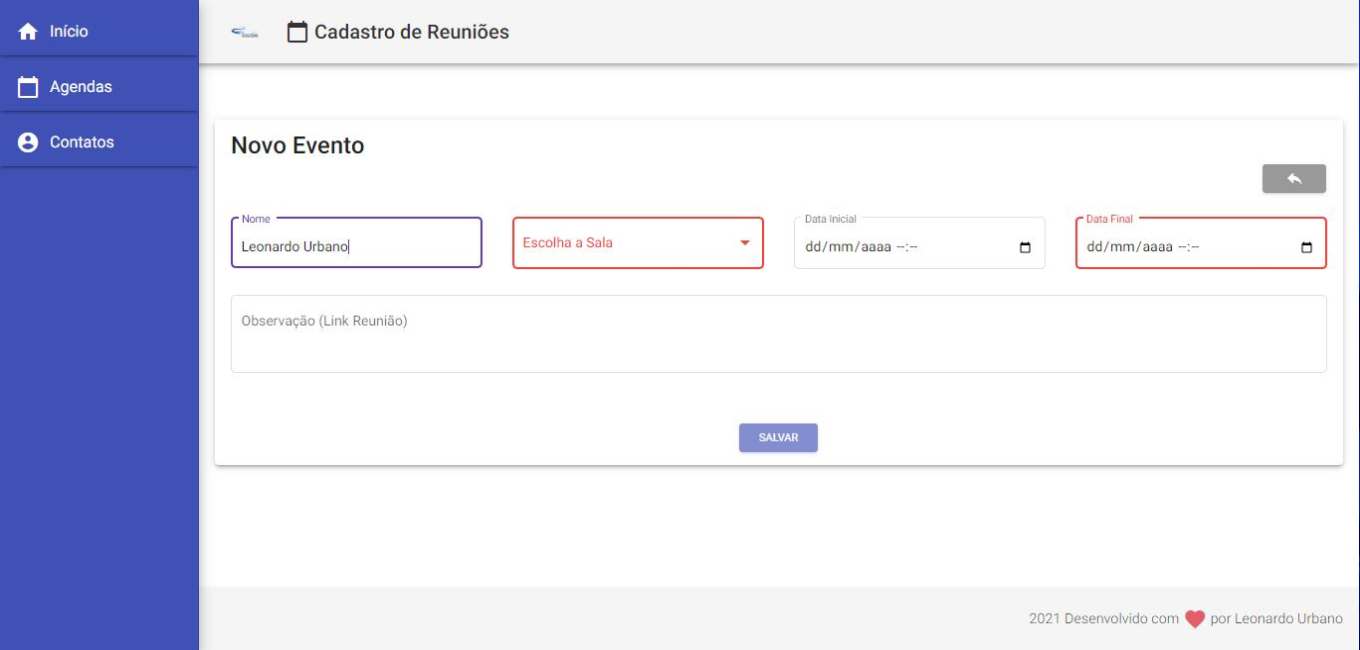 Início
Agendas
Contatos
Cadastro de Reuniões
Novo Evento
Nome
Leonardo Urbano
Escolha a Sala
Data Inicial
dd/mm/aaaa --:--
Data Final
dd/mm/aaaa --:--
Observação (Link Reunião)
SALVAR
2021 Desenvolvido com por Leonardo Urbano